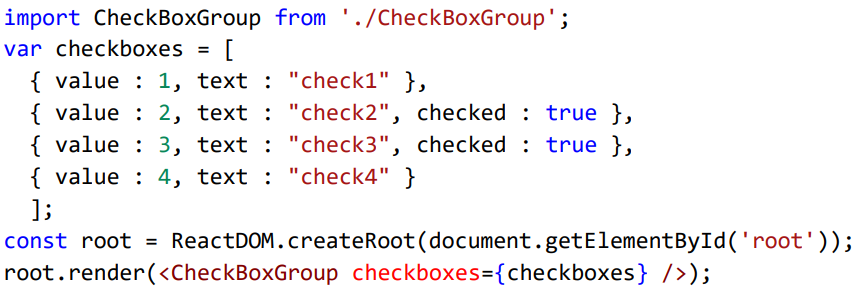 import CheckBoxGroup from './CheckBoxGroup';
var checkboxes = [
  { value : 1, text : "check1" },
  { value : 2, text : "check2", checked : true },
  { value : 3, text : "check3", checked : true },
  { value : 4, text : "check4" }
  ];
const root = ReactDOM.createRoot(document.getElementById('root'));
root.render(<CheckBoxGroup checkboxes={checkboxes} />);